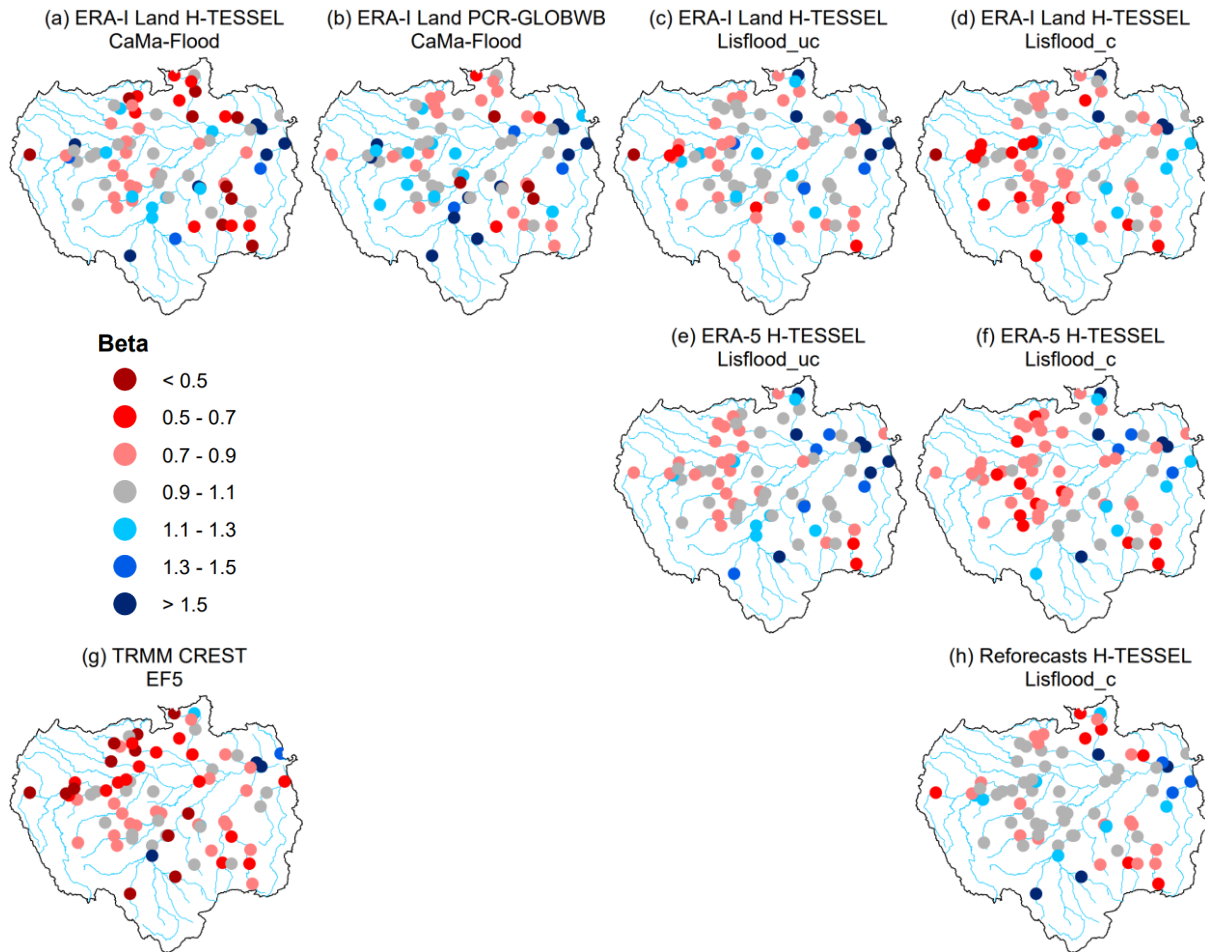 (a) ERA-I Land H-TESSEL
CaMa-Flood
(b) ERA-I Land PCR-GLOBWB
CaMa-Flood
(c) ERA-I Land H-TESSEL
Lisflood_uc
(d) ERA-I Land H-TESSEL
Lisflood_c
Beta
< 0.5
0.5 - 0.7
0.7 - 0.9
0.9 - 1.1
1.1 - 1.3
1.3 - 1.5
> 1.5
(e) ERA-5 H-TESSEL
Lisflood_uc
(f) ERA-5 H-TESSEL
Lisflood_c
(g) TRMM CREST
EF5
(h) Reforecasts H-TESSEL
Lisflood_c